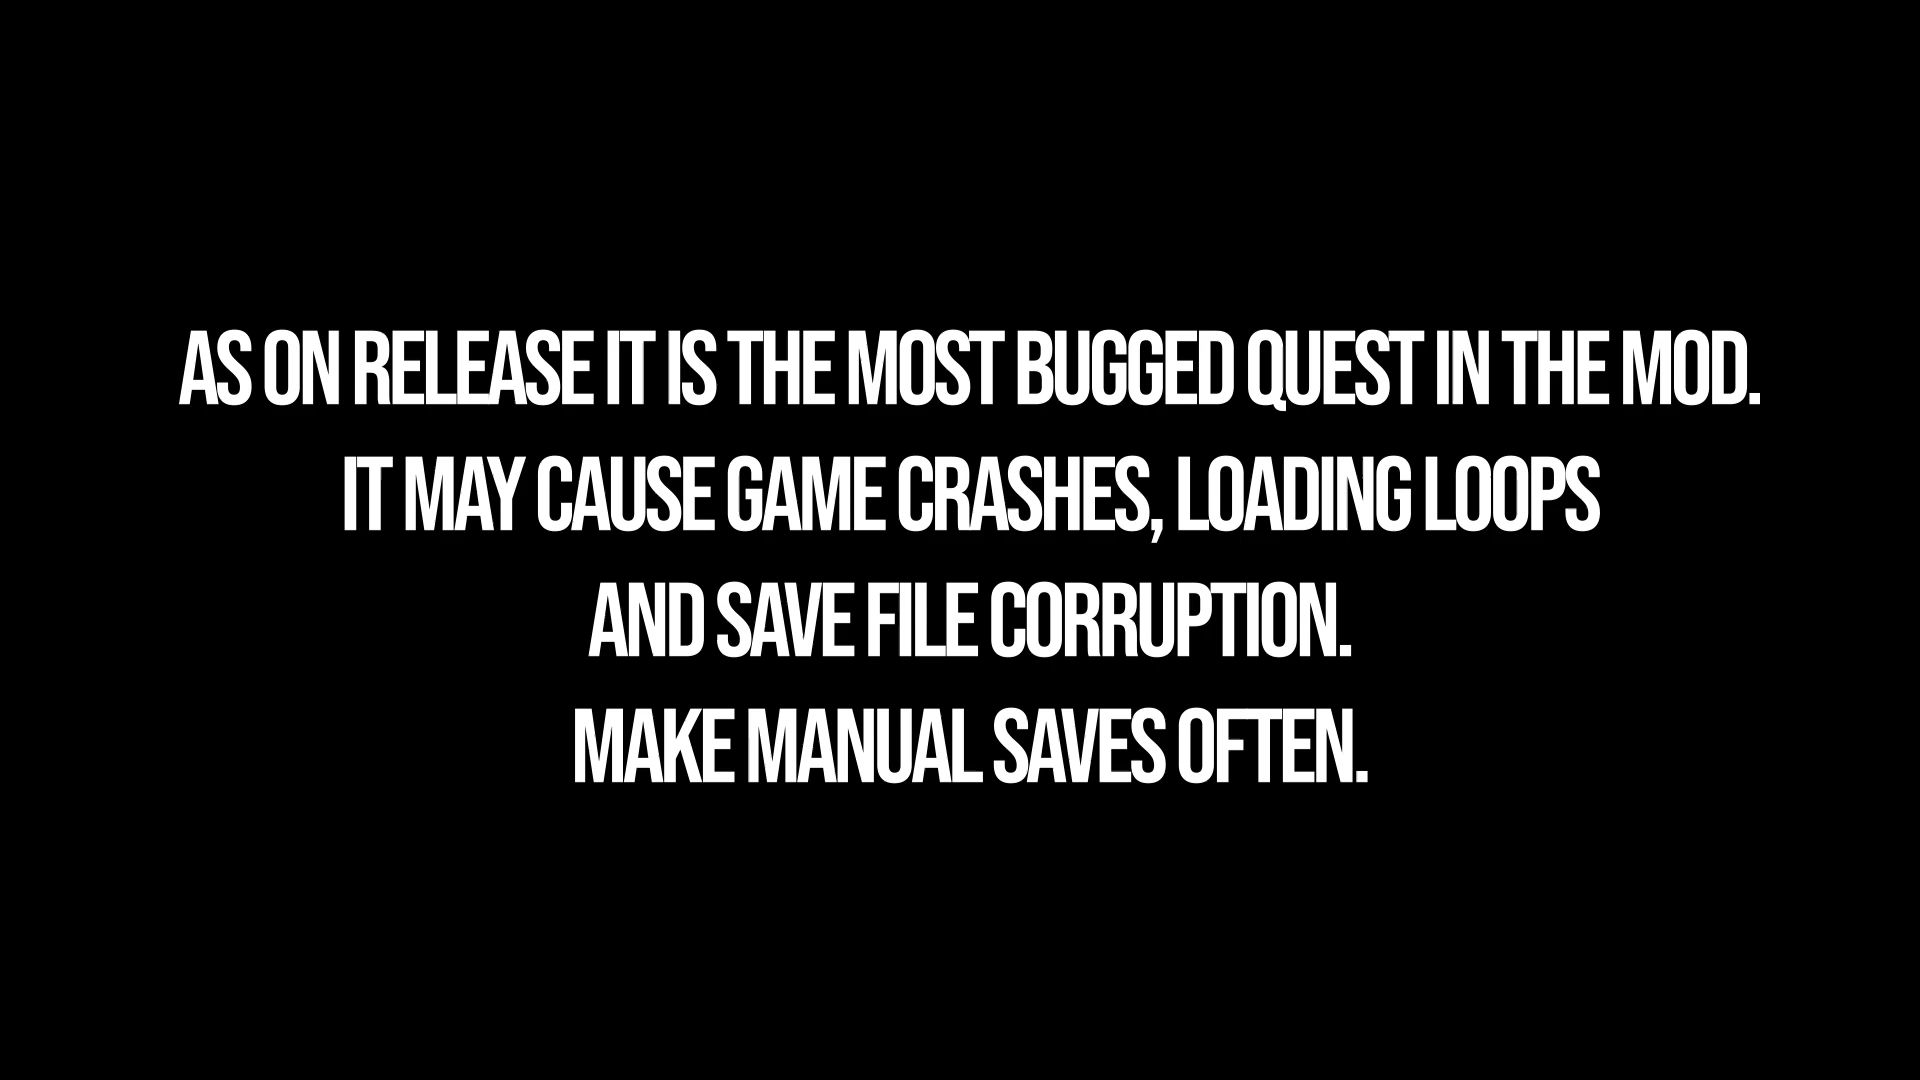 AS ON RELEASE IT IS THE MOST BUGGED QUEST IN THE MOD.
IT MAY CAUSE GAME CRASHES, LOADING LOOPS
AND SAVE FILE CORRUPTION.
MAKE MANUAL SAVES OFTEN.